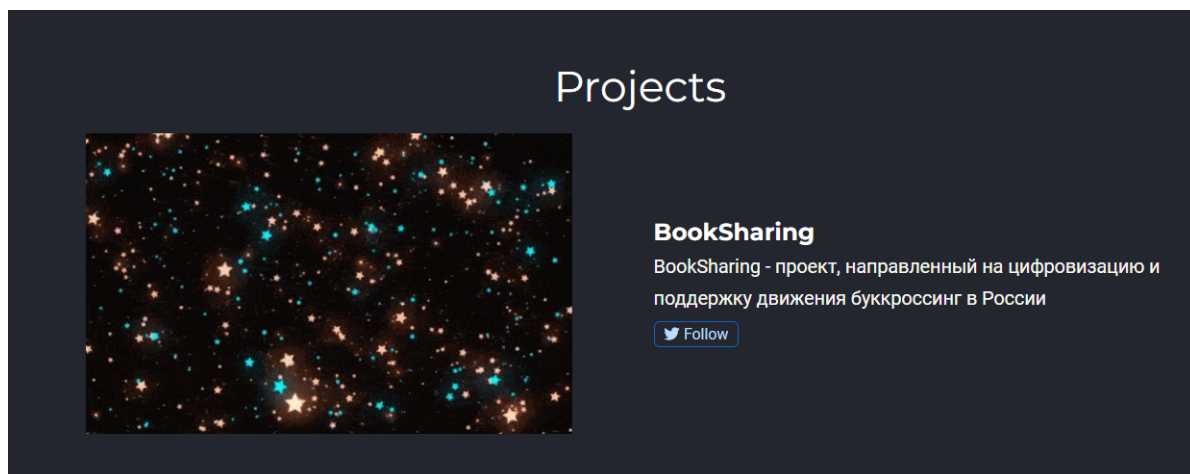 Projects
BookSharing
BookSharing - проект, направленный на цифровизацию и
поддержку движения буккроссинг в России
Follow